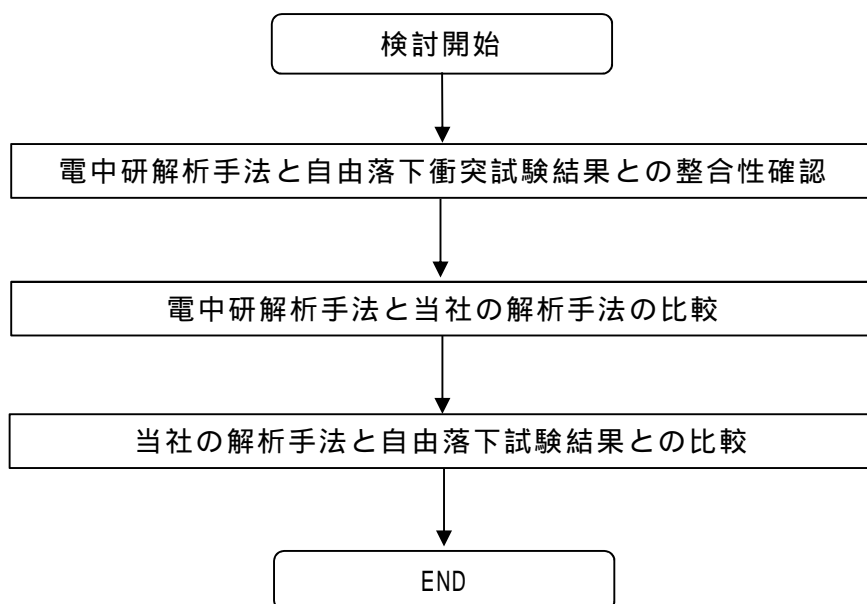 検討開始
電中研解析手法と自由落下衝突試験結果との整合性確認
電中研解析手法と当社の解析手法の比較
当社の解析手法と自由落下試験結果との比較
END